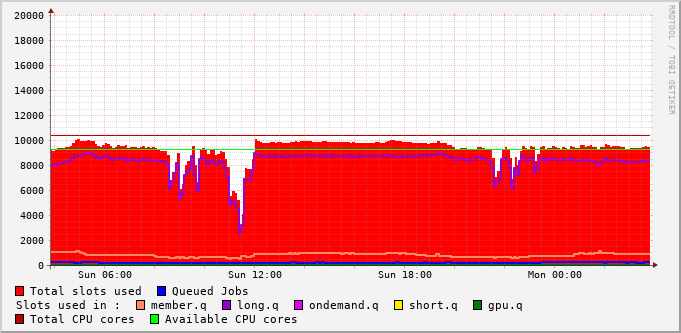 20000
18000
16000
14000
12000
10000
8000
6000
4000
2000
0
Sun 06:00 Sun 12:00 Sun 18:00 Mon 00:00
Total slots used Queued Jobs
Slots used in : member.q long.q ondemand.q short.q gpu.q
Total CPU cores Available CPU cores
RRDTOOL / TOBI OETIKER